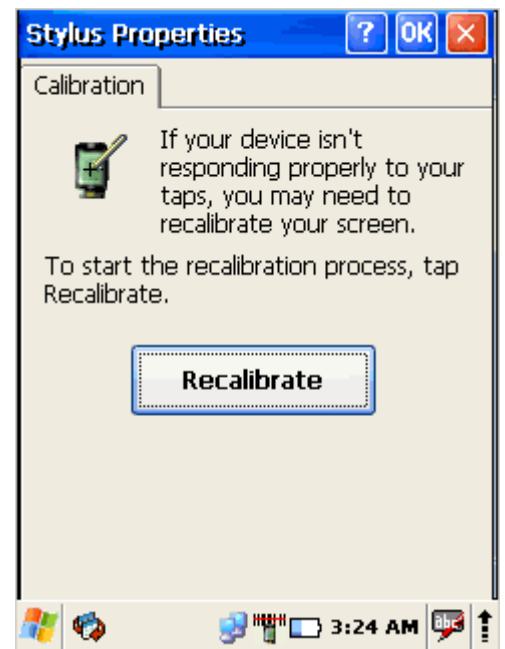 Stylus Properties ? OK
Calibration
If your device isn't
responding properly to your
taps, you may need to
recalibrate your screen.
To start the recalibration process, tap
Recalibrate.
Recalibrate
3:24 AM abc